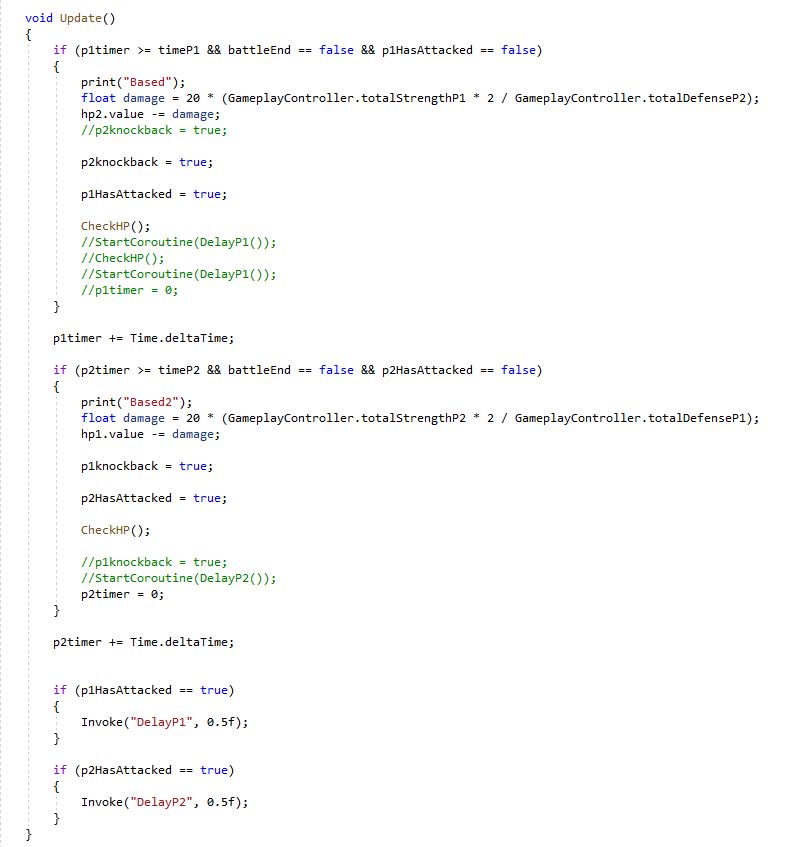 void Update()
{
if (p1timer >= timeP1 && battleEnd == false && p1HasAttacked == false)
{
print("Based");
float damage = 20 * (GameplayController.totalStrengthP1 * 2 / GameplayController.totalDefenseP2);
hp2.value -= damage;
//p2knockback = true;
p2knockback = true;
p1HasAttacked = true;
CheckHP();
//StartCoroutine(DelayP1());
//CheckHP();
//StartCoroutine(DelayP1());
//p1timer = 0;
}
p1timer += Time.deltaTime;
if (p2timer >= timeP2 && battleEnd == false && p2HasAttacked == false)
{
print("Based2");
float damage = 20 * (GameplayController.totalStrengthP2 * 2 / GameplayController.totalDefenseP1);
hp1.value -= damage;
p1knockback = true;
p2HasAttacked = true;
CheckHP();
//p1knockback = true;
//StartCoroutine(DelayP2());
p2timer = 0;
}
p2timer += Time.deltaTime;
if (p1HasAttacked == true)
{
Invoke("DelayP1", 0.5f);
}
if (p2HasAttacked == true)
{
Invoke("DelayP2", 0.5f);
}
}